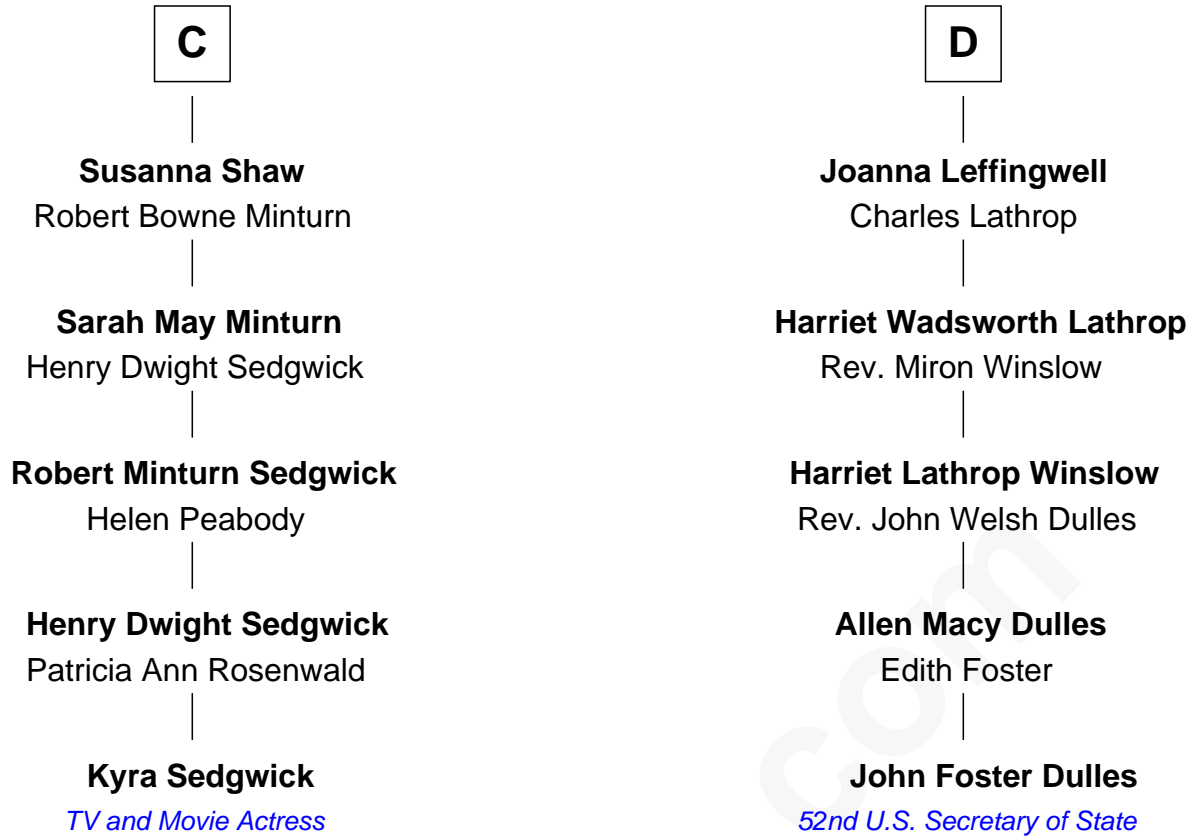 C
Susanna Shaw
Robert Bowne Minturn
Sarah May Minturn
Henry Dwight Sedgwick
Robert Minturn Sedgwick
Helen Peabody
Henry Dwight Sedgwick
Patricia Ann Rosenwald
Kyra Sedgwick
TV and Movie Actress
D
Joanna Leffingwell
Charles Lathrop
Harriet Wadsworth Lathrop
Rev. Miron Winslow
Harriet Lathrop Winslow
Rev. John Welsh Dulles
Allen Macy Dulles
Edith Foster
John Foster Dulles
52nd U.S. Secretary of State
com